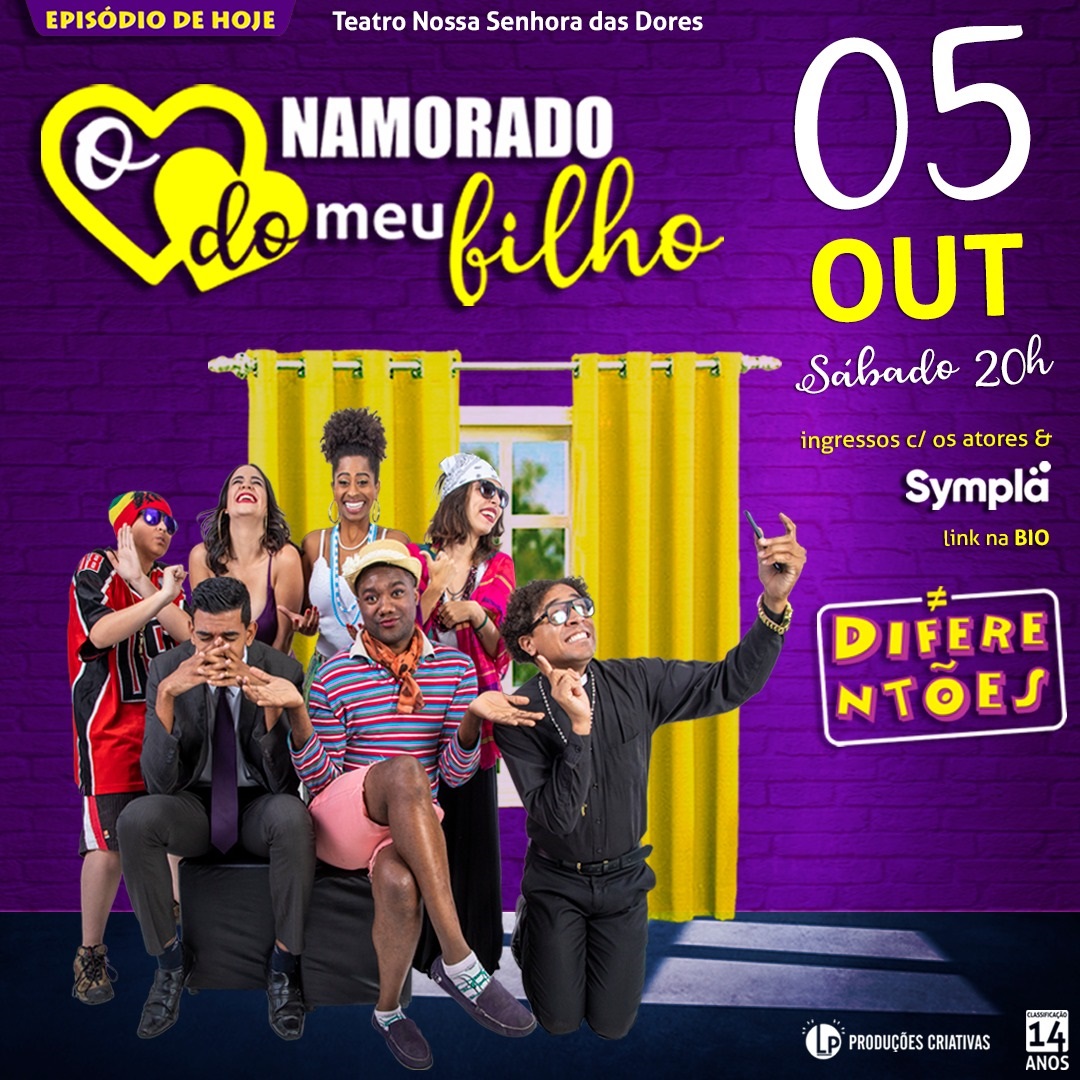 EPISÓDIO DE HOJE
Teatro Nossa Senhora das Dores
O NAMORADO
do meu filho
05
OUT
Sábado 20h
ingressos c/ os atores &
Sympla
link na BIO
≠
DIFERE
NTÕES
LP PRODUÇÕES CRIATIVAS
CLASSIFICAÇÃO
14
ANOS